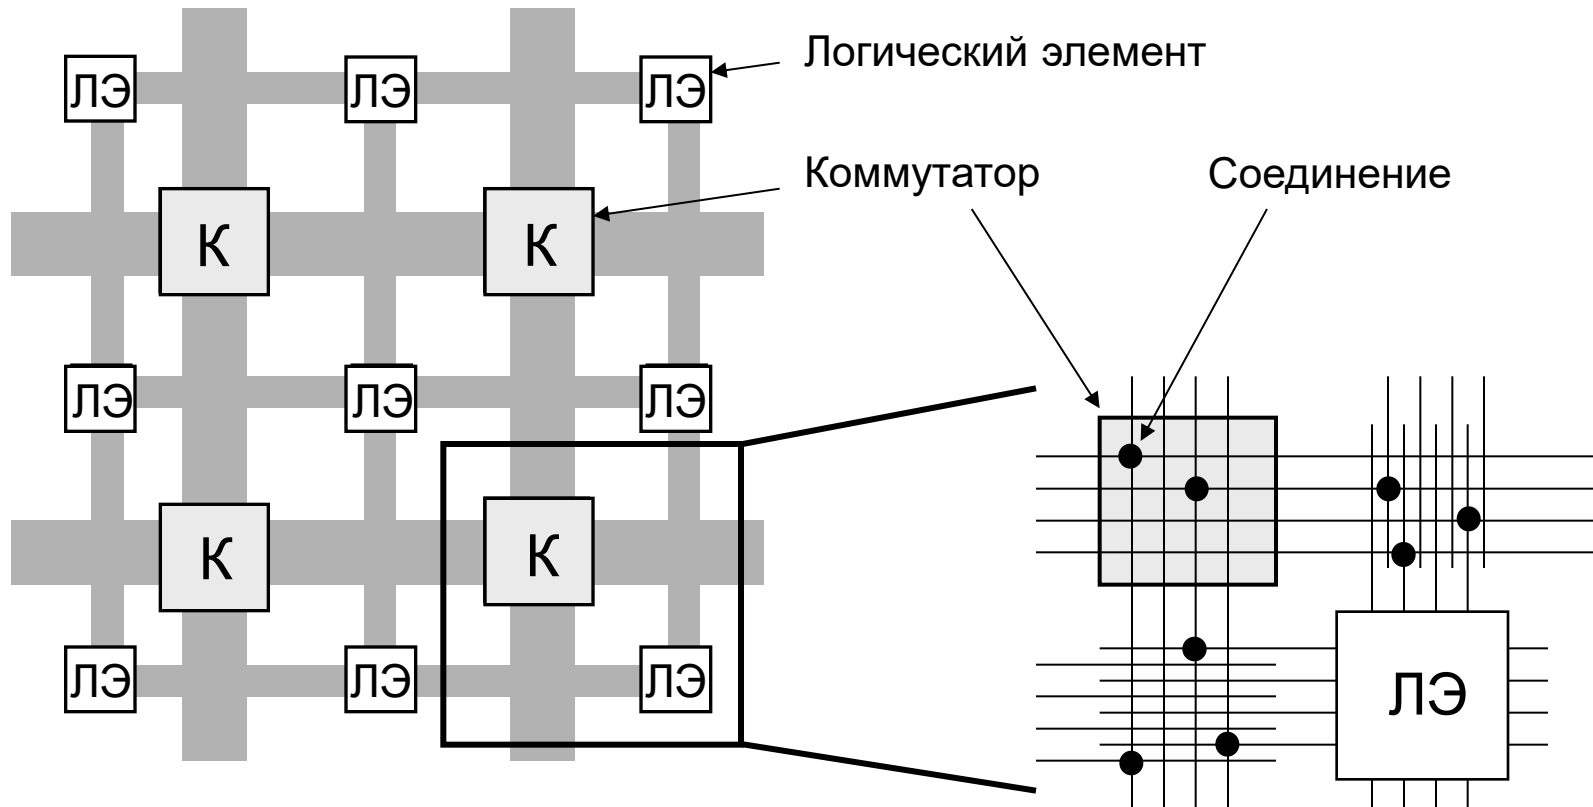 ЛЭ ЛЭ ЛЭ Логический элемент
Коммутатор Соединение
К К
ЛЭ ЛЭ ЛЭ
К К
ЛЭ ЛЭ ЛЭ ЛЭ